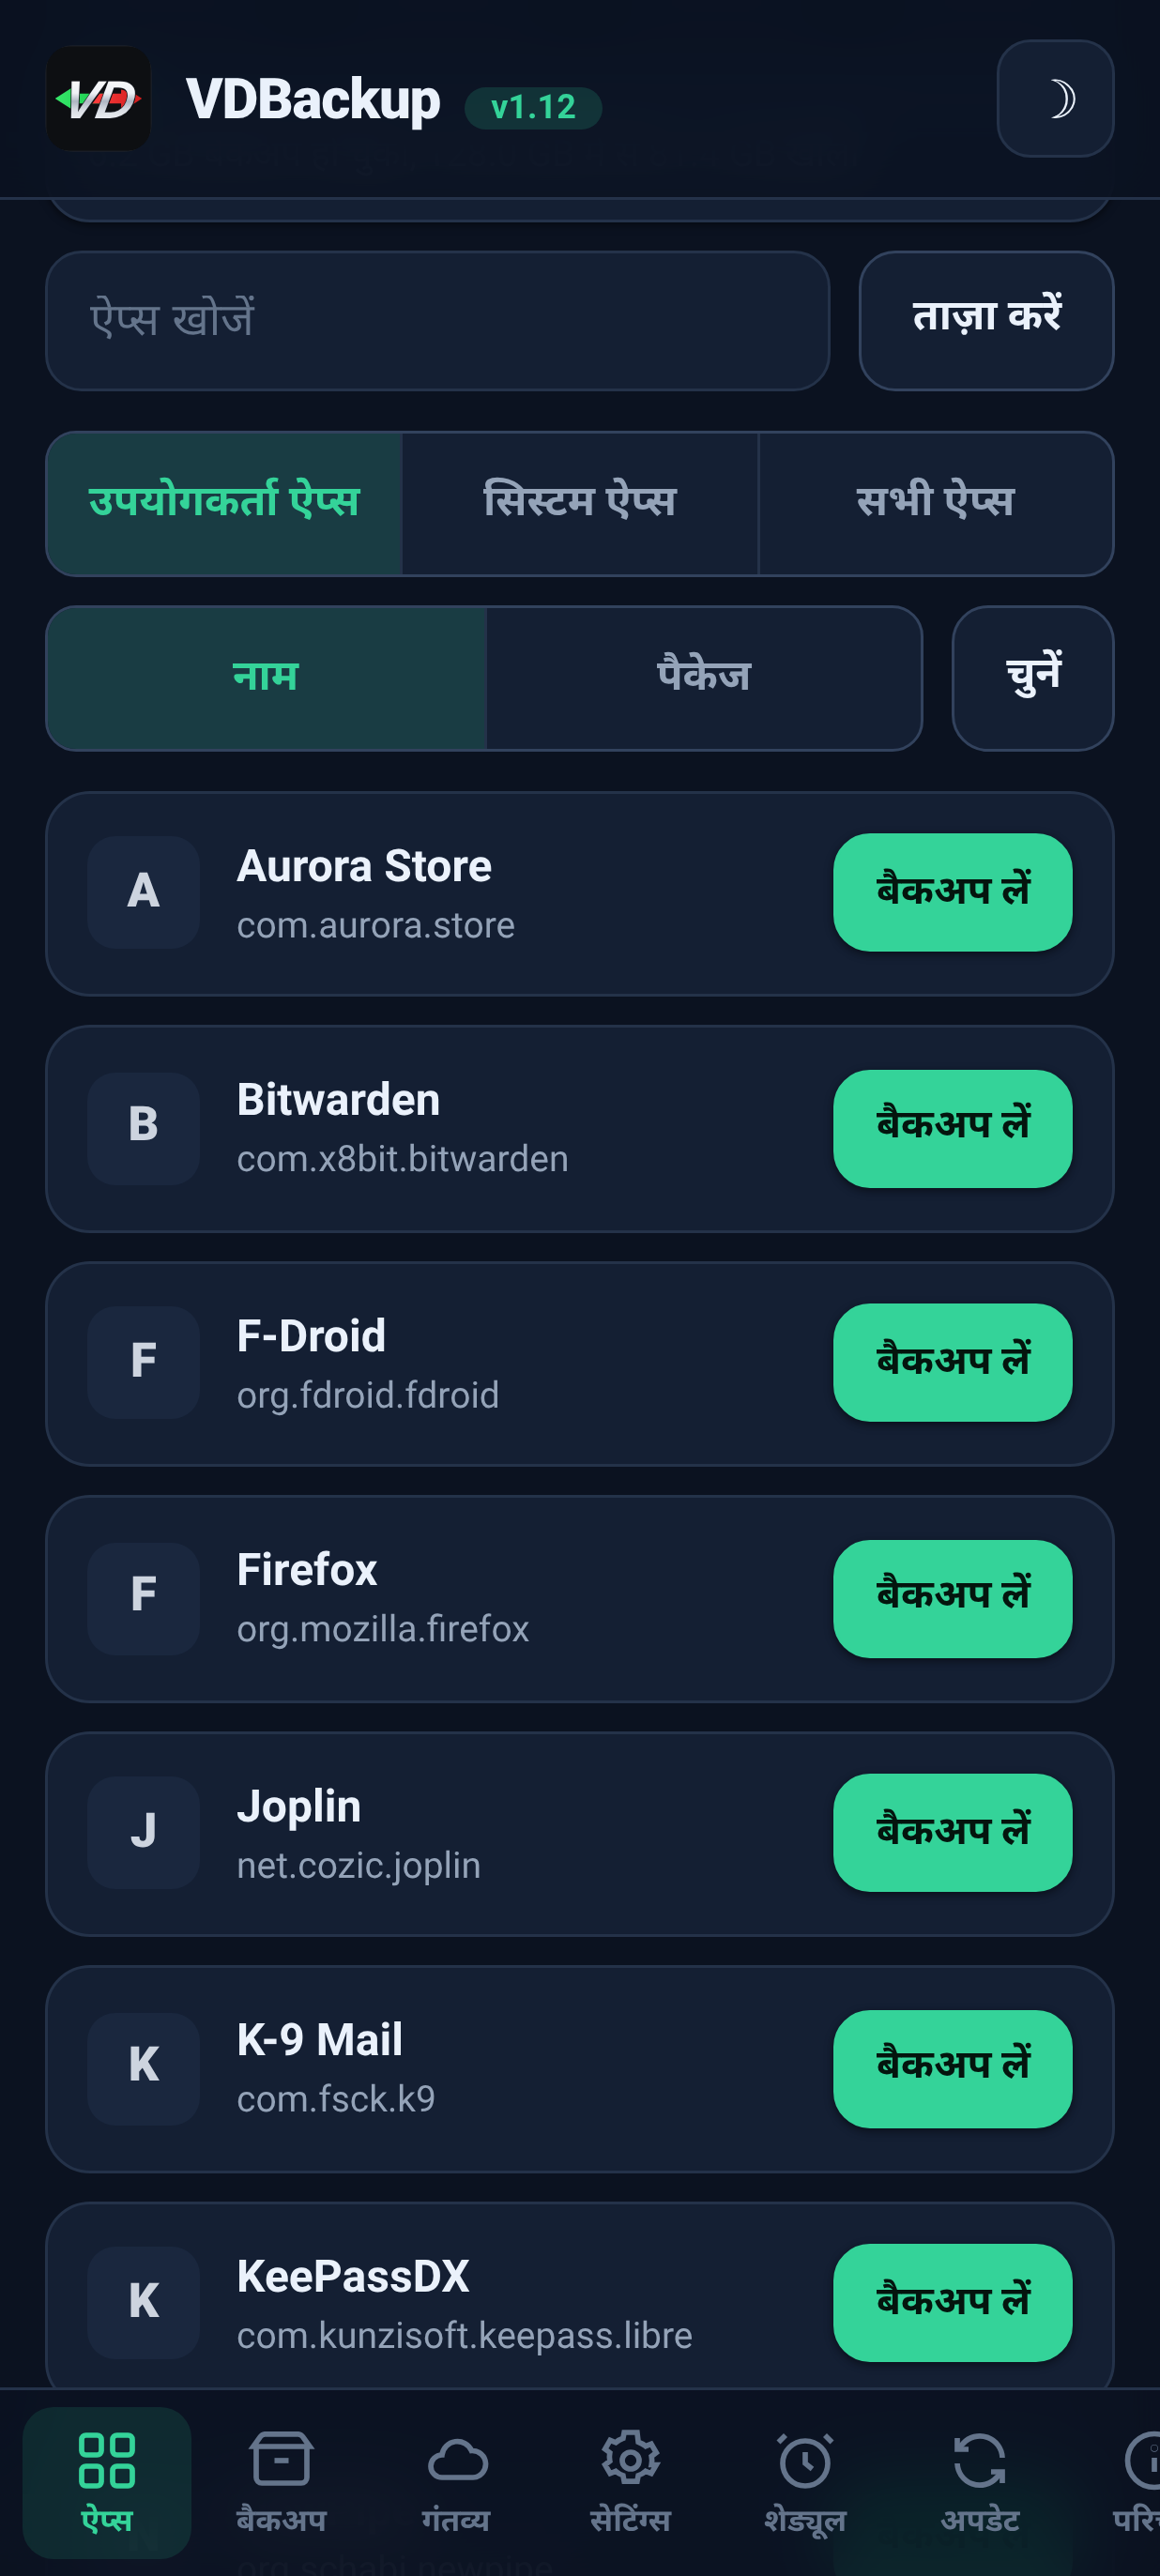 VD
VDBackup v1.12
ऐप्स खोजें
ताज़ा करें
उपयोगकर्ता ऐप्स
सिस्टम ऐप्स
सभी ऐप्स
नाम
पैकेज
चुनें
A
Aurora Store
com.aurora.store
बैकअप लें
B
Bitwarden
com.x8bit.bitwarden
बैकअप लें
F
F-Droid
org.fdroid.fdroid
बैकअप लें
F
Firefox
org.mozilla.firefox
बैकअप लें
J
Joplin
net.cozic.joplin
बैकअप लें
K
K-9 Mail
com.fsck.k9
बैकअप लें
K
KeePassDX
com.kunzisoft.keepass.libre
बैकअप लें
ऐप्स
बैकअप
गंतव्य
सेटिंग्स
शेड्यूल
अपडेट